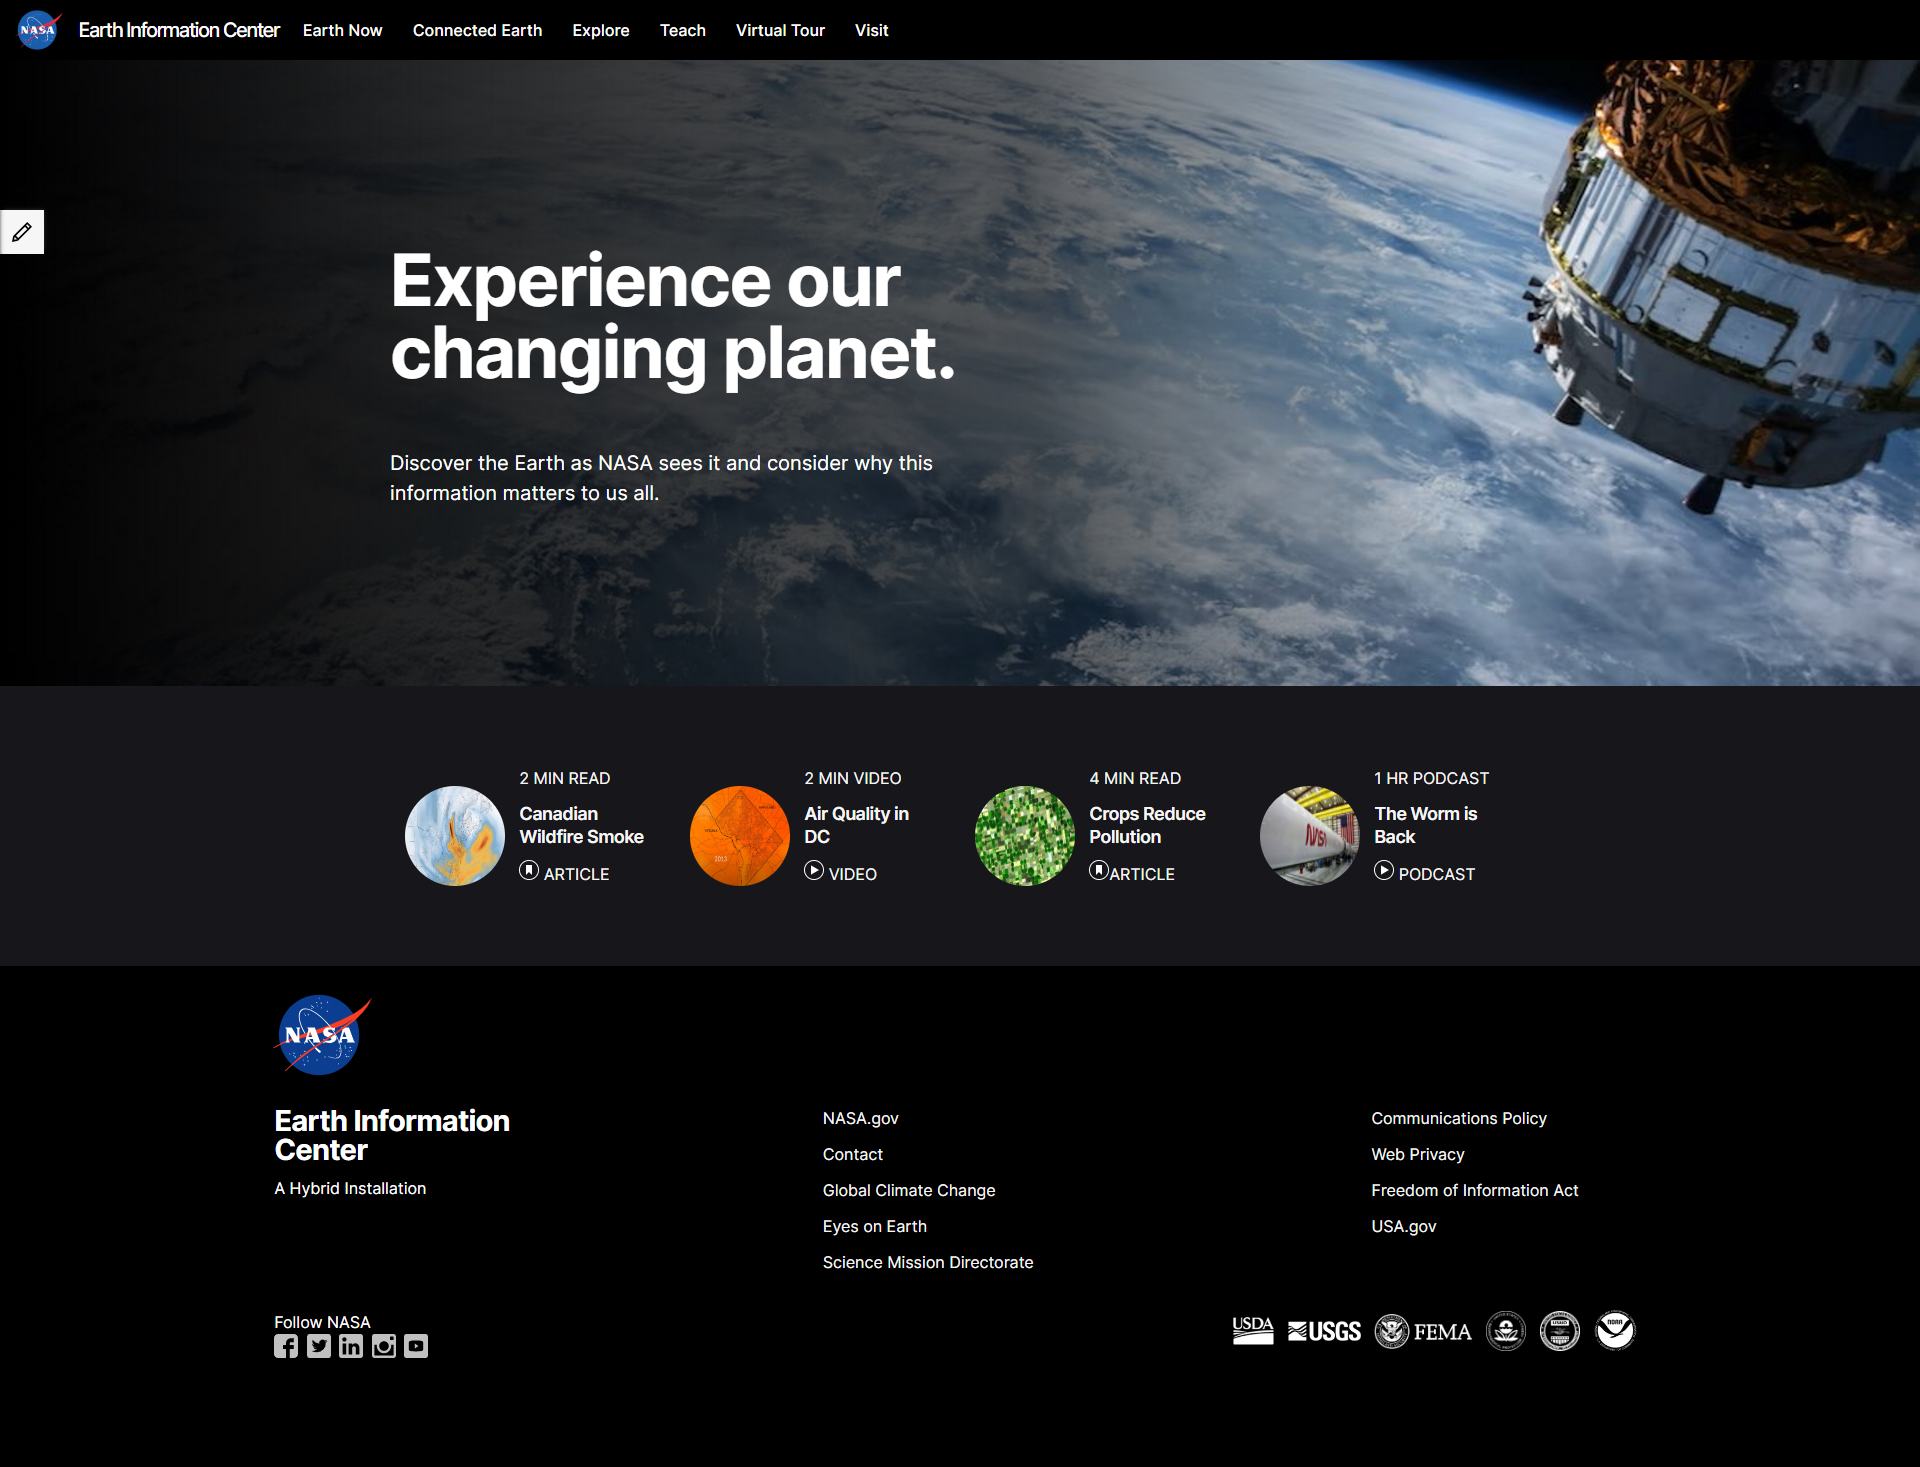 NASA
Earth Information Center
Earth Now
Connected Earth
Explore
Teach
Virtual Tour
Visit
Experience our
changing planet.
Discover the Earth as NASA sees it and consider why this
information matters to us all.
2 MIN READ
Canadian
Wildfire Smoke
ARTICLE
2013
2 MIN VIDEO
Air Quality in
DC
VIDEO
4 MIN READ
Crops Reduce
Pollution
ARTICLE
NASA
1 HR PODCAST
The Worm is
Back
PODCAST
NASA
Earth Information
Center
A Hybrid Installation
NASA.gov
Contact
Global Climate Change
Eyes on Earth
Science Mission Directorate
Communications Policy
Web Privacy
Freedom of Information Act
USA.gov
Follow NASA
USDA
USGS
FEMA
USAID
NOAA